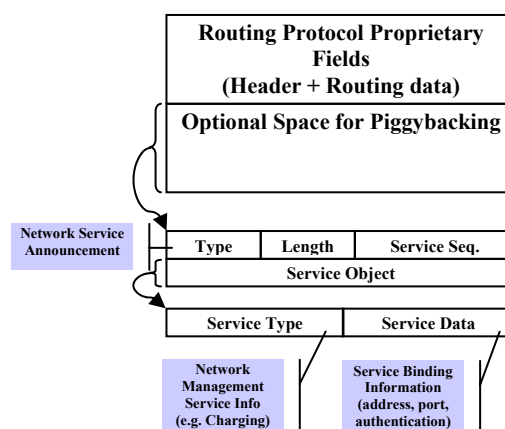 Routing Protocol Proprietary
Fields
(Header + Routing data)
Optional Space for Piggybacking
Network Service
Announcement
Type Length Service Seq.
Service Object
Service Type Service Data
Network
Management
Service Info
(e.g. Charging)
Service Binding
Information
(address, port,
authentication)